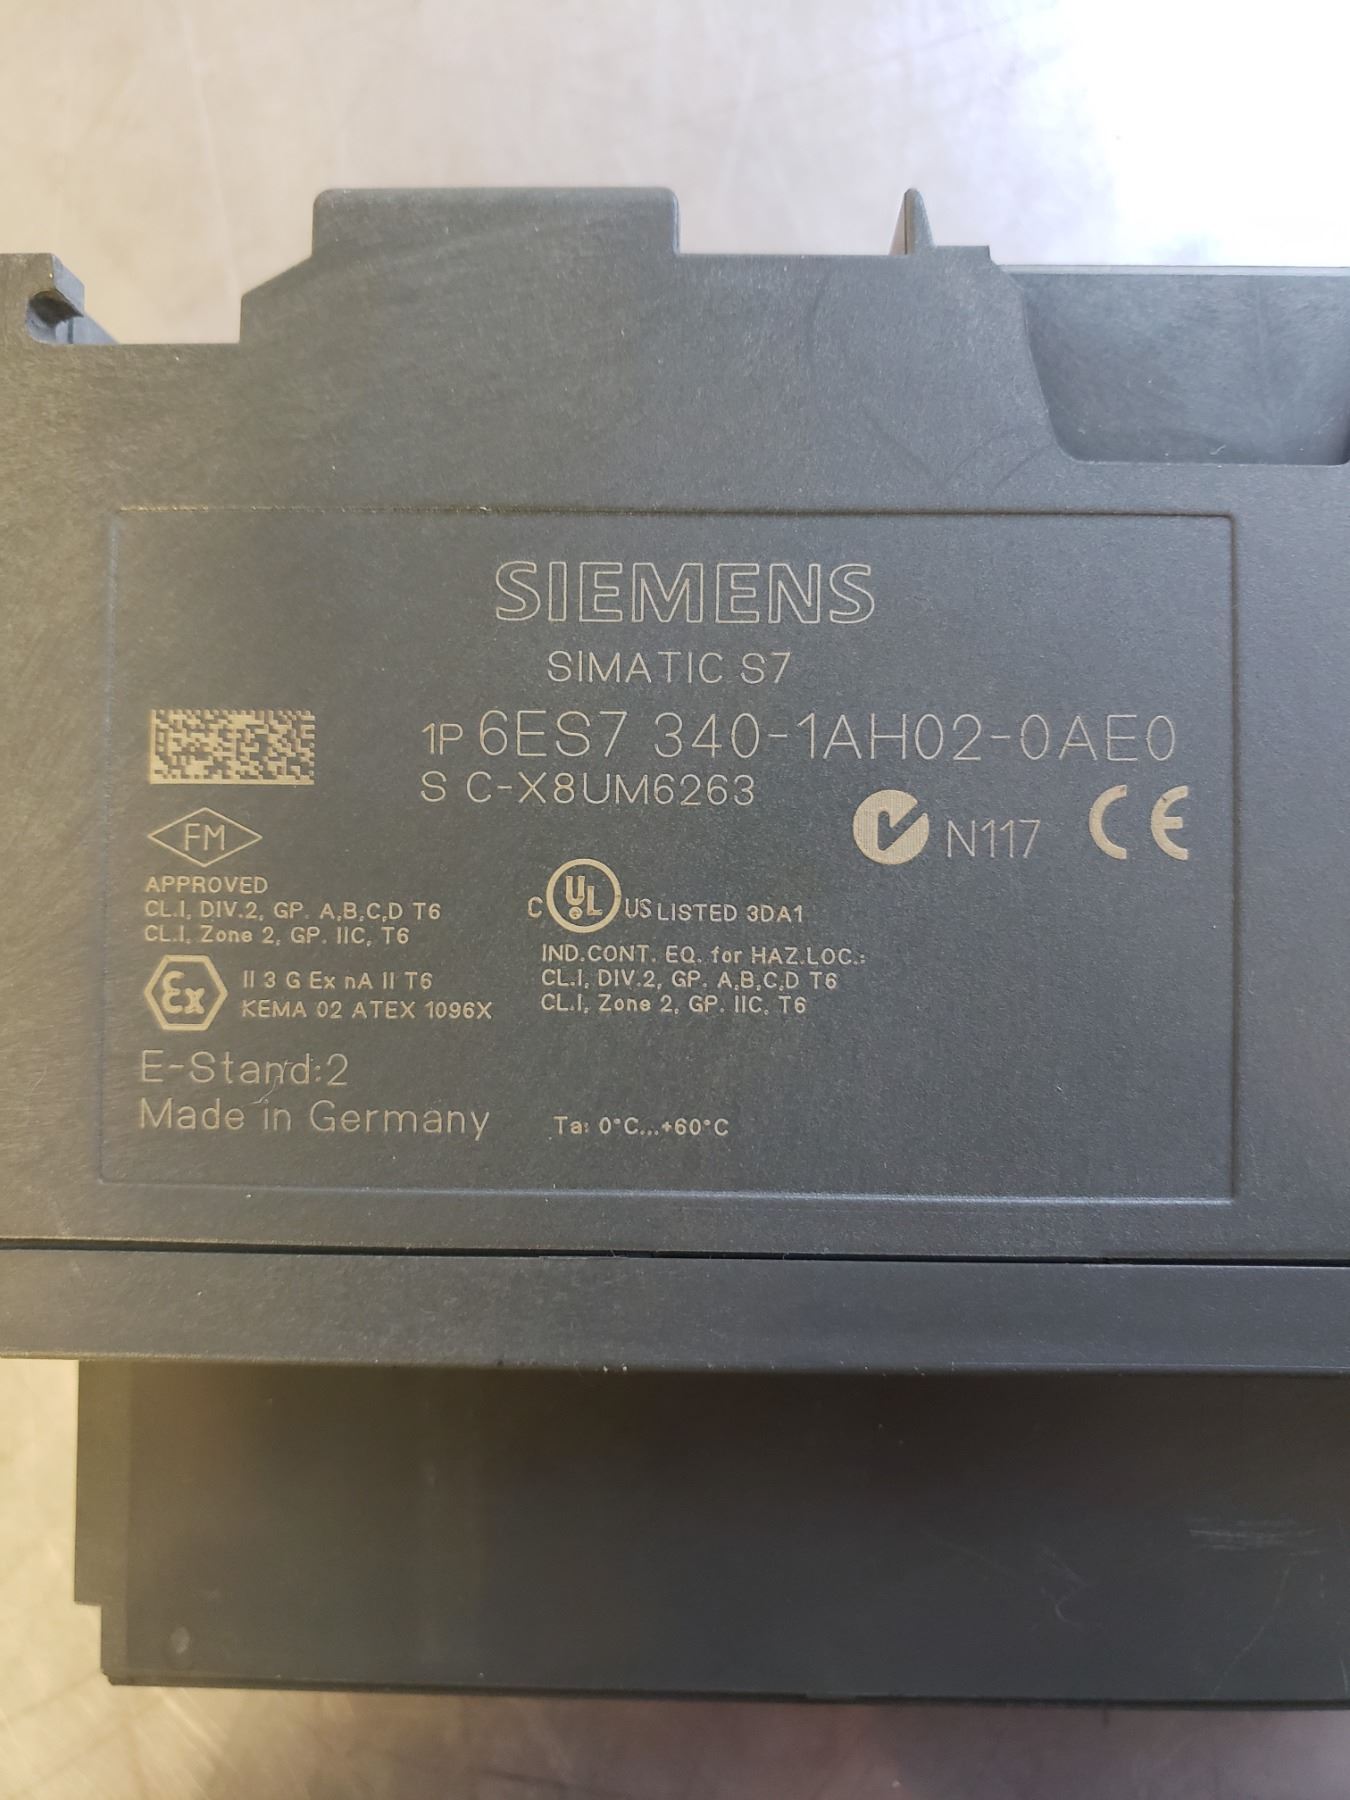 SIEMENS
SIMATIC S7
1P 6ES7 340-1AH02-0AE0
S C-X8UM6263
N117 CE
FM
APPROVED
CL.I, DIV.2, GP. A,B,C,D T6
CL.I, Zone 2, GP. IIC, T6
C UL US LISTED 3DA1
IND.CONT. EQ. for HAZ.LOC.:
CL.I, DIV.2, GP. A,B,C,D T6
CL.I, Zone 2, GP. IIC, T6
Ex II 3 G Ex nA II T6
KEMA 02 ATEX 1096X
E-Stand:2
Made in Germany
Ta: 0°C...+60°C